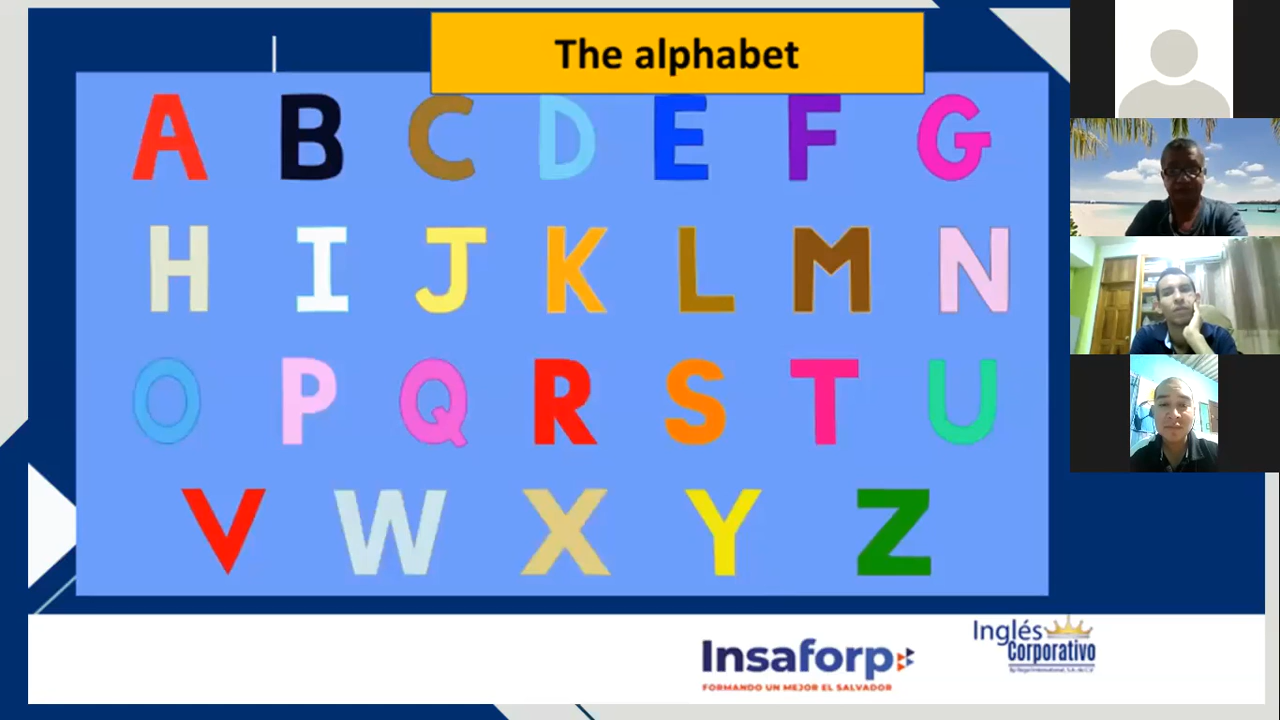 The alphabet
A B C D E F G
H I J K L M N
O P Q R S T U
V W X Y Z
Insaforp
FORMANDO UN MEJOR EL SALVADOR
Inglés
Corporativo